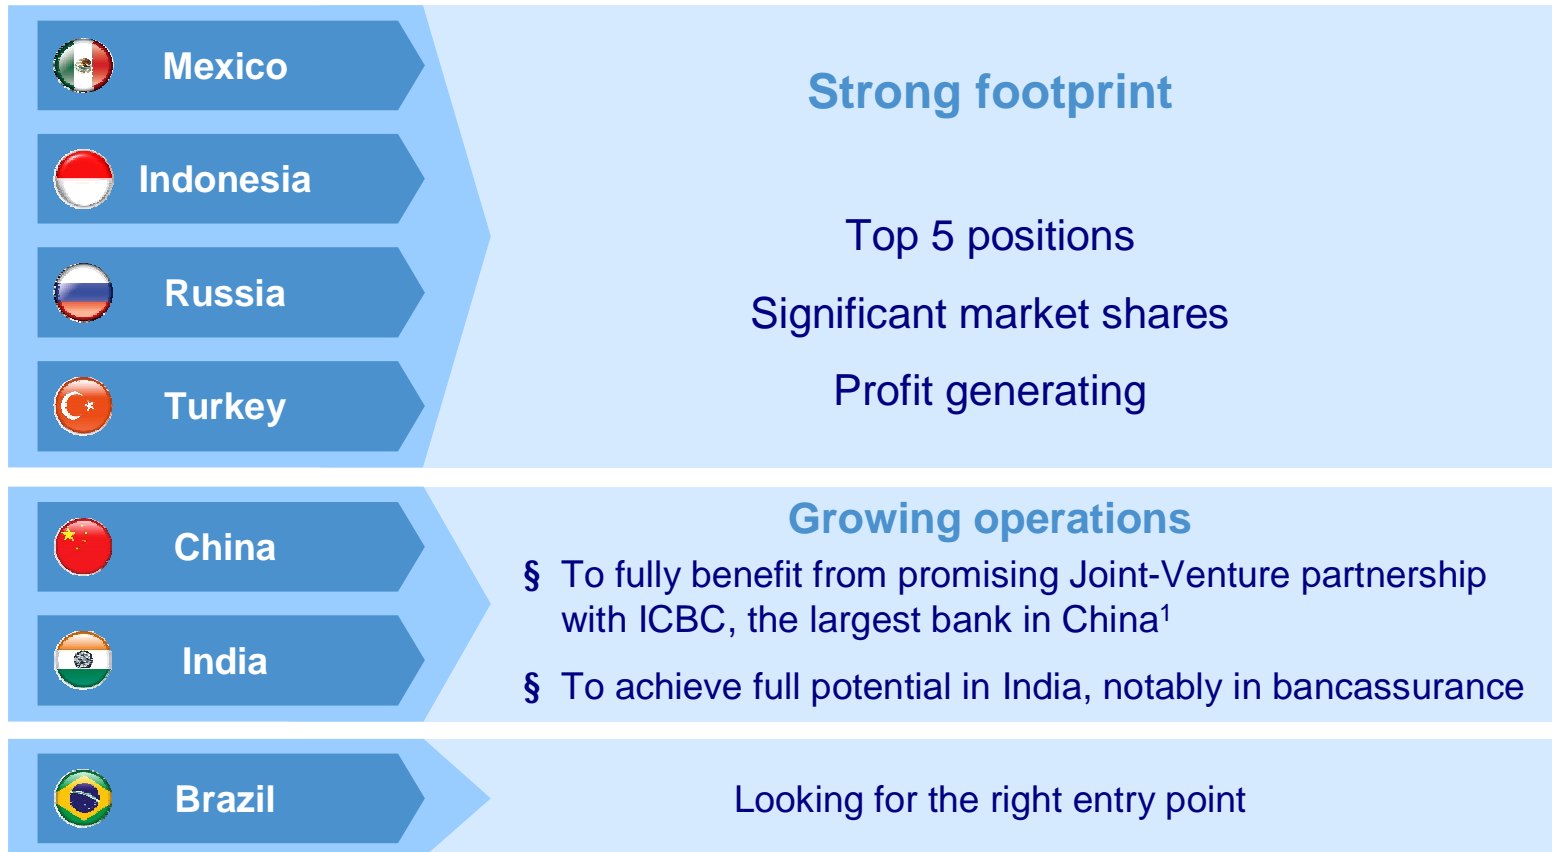 Mexico
Indonesia
Russia
Turkey
Strong footprint
Top 5 positions
Significant market shares
Profit generating
China
India
Growing operations
§ To fully benefit from promising Joint-Venture partnership
with ICBC, the largest bank in China¹
§ To achieve full potential in India, notably in bancassurance
Brazil
Looking for the right entry point